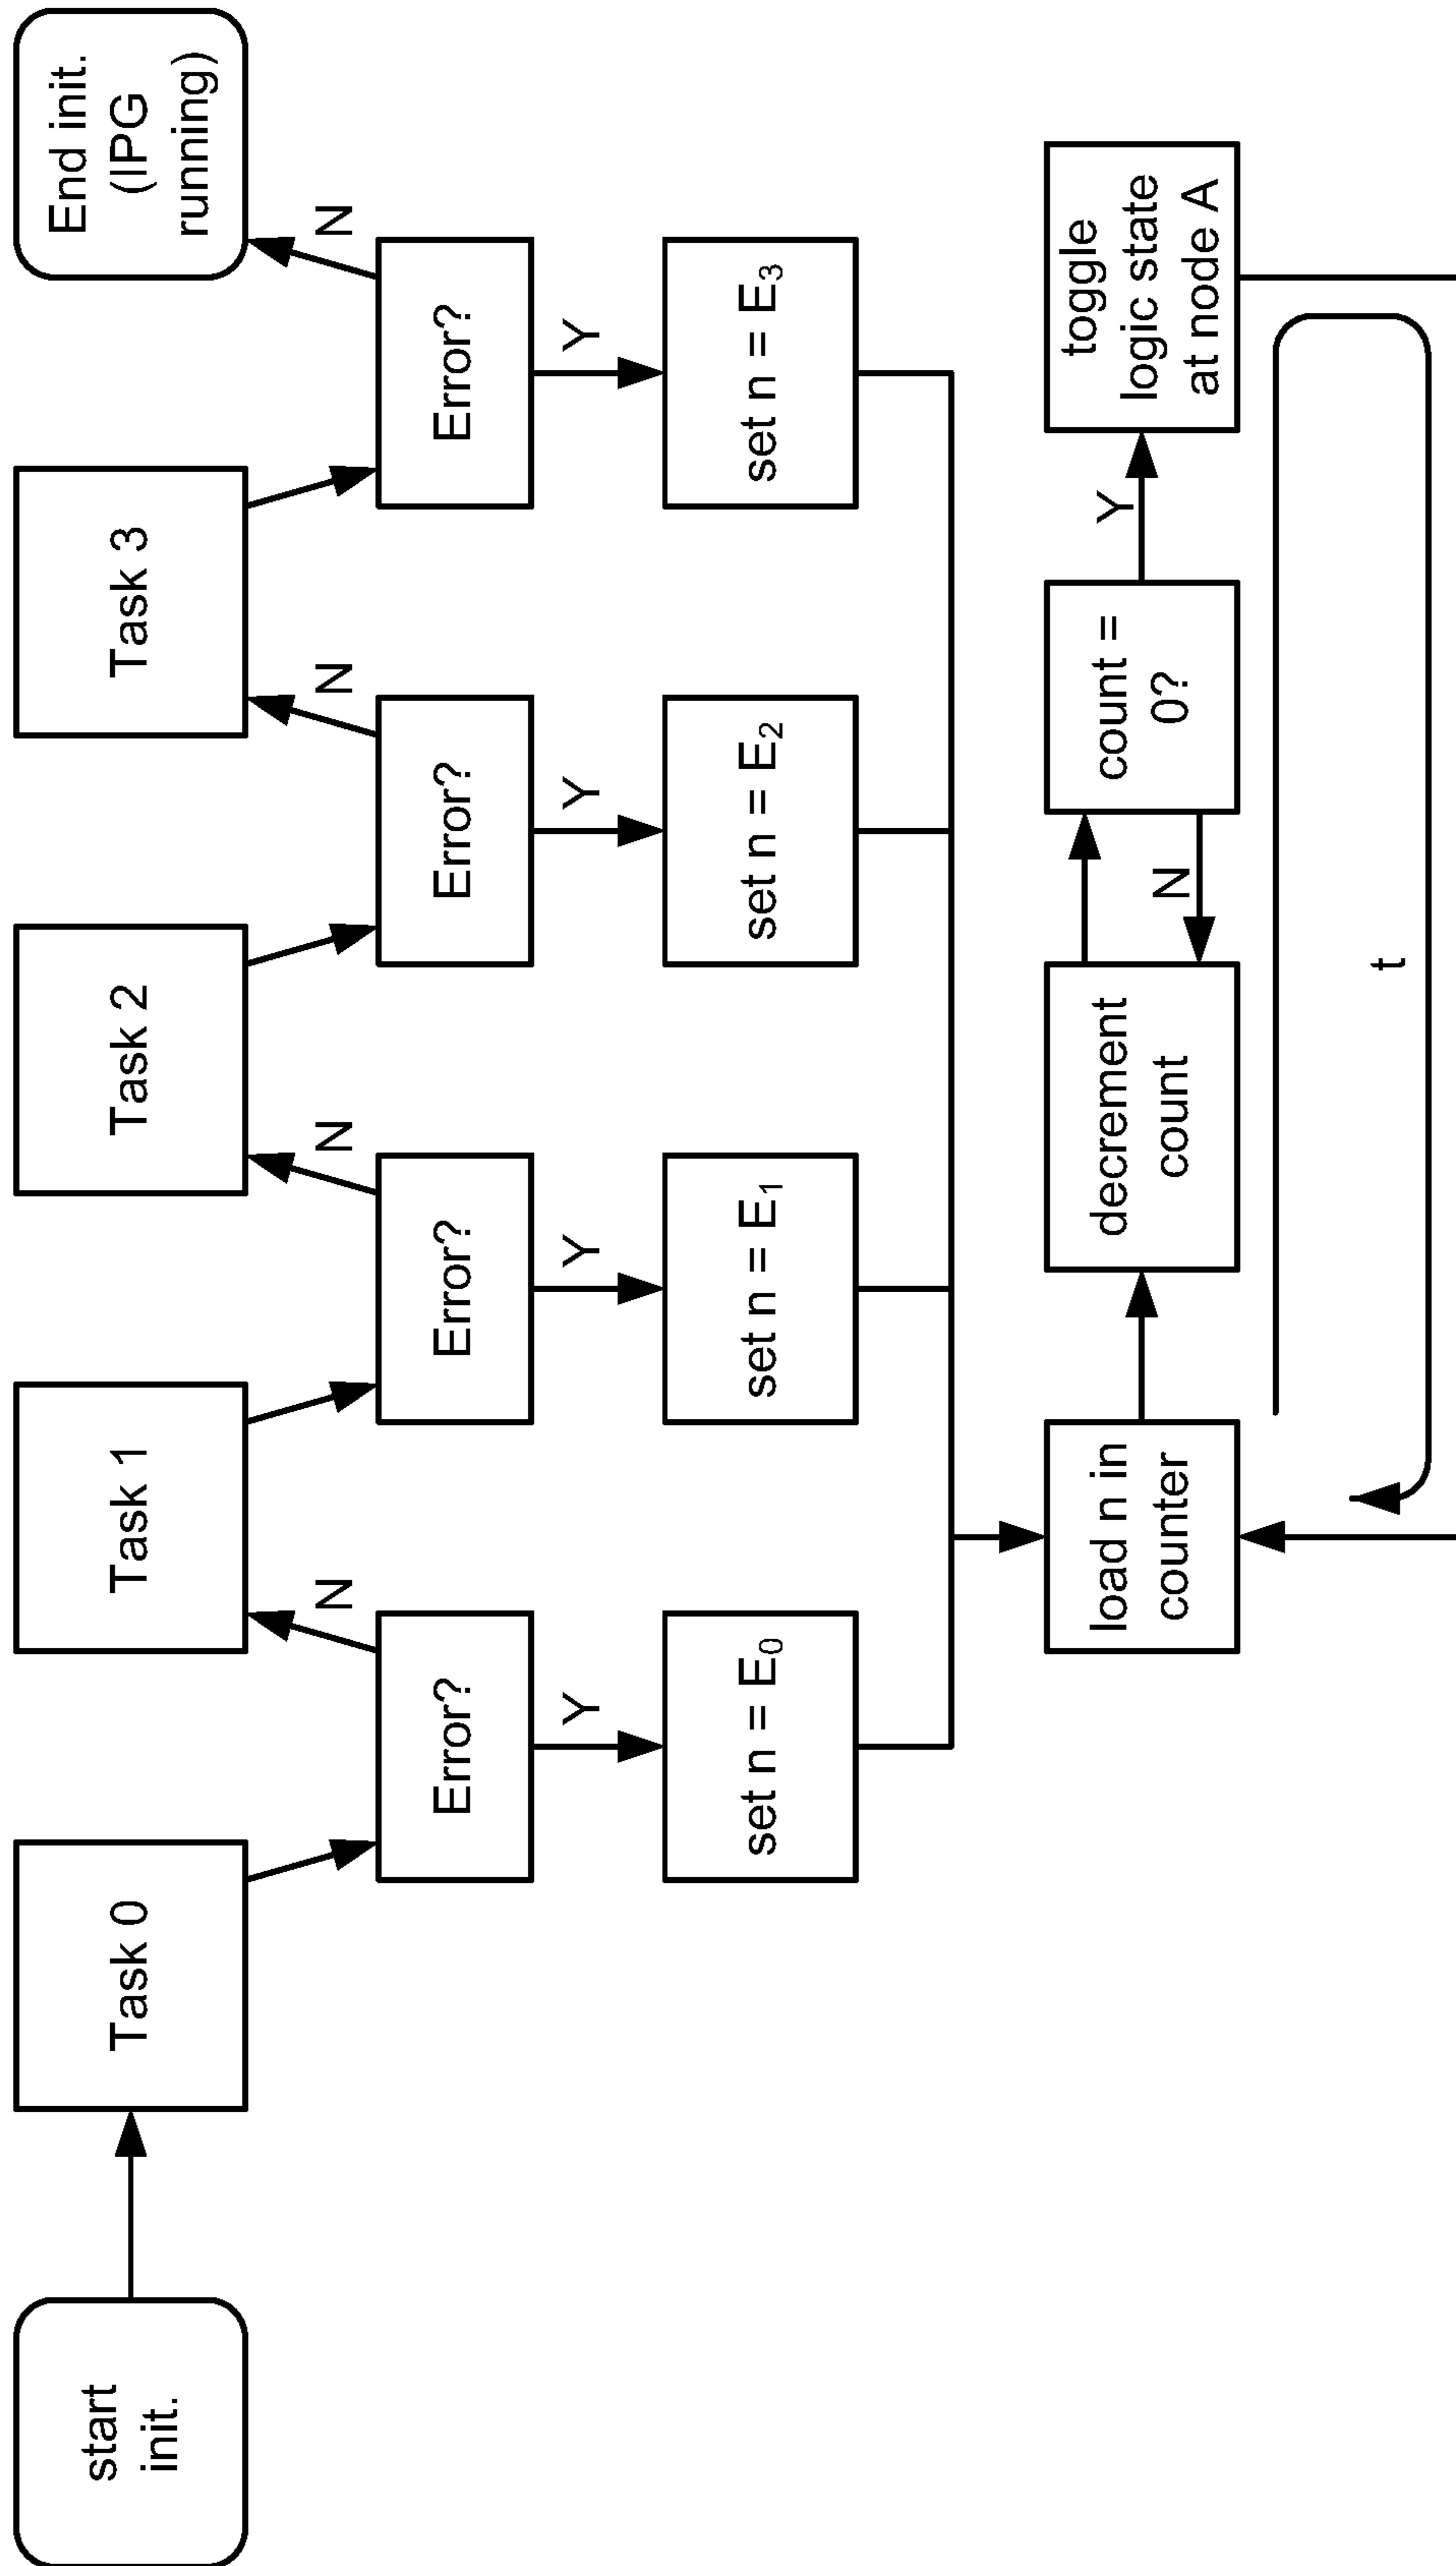 start
init.
Task 0
Task 1
Task 2
Task 3
End init.
(IPG
running)
N
N
N
N
Error?
Error?
Error?
Error?
Y
Y
Y
Y
set n = E₀
set n = E₁
set n = E₂
set n = E₃
load n in
counter
decrement
count
N
count =
0?
Y
toggle
logic state
at node A
t